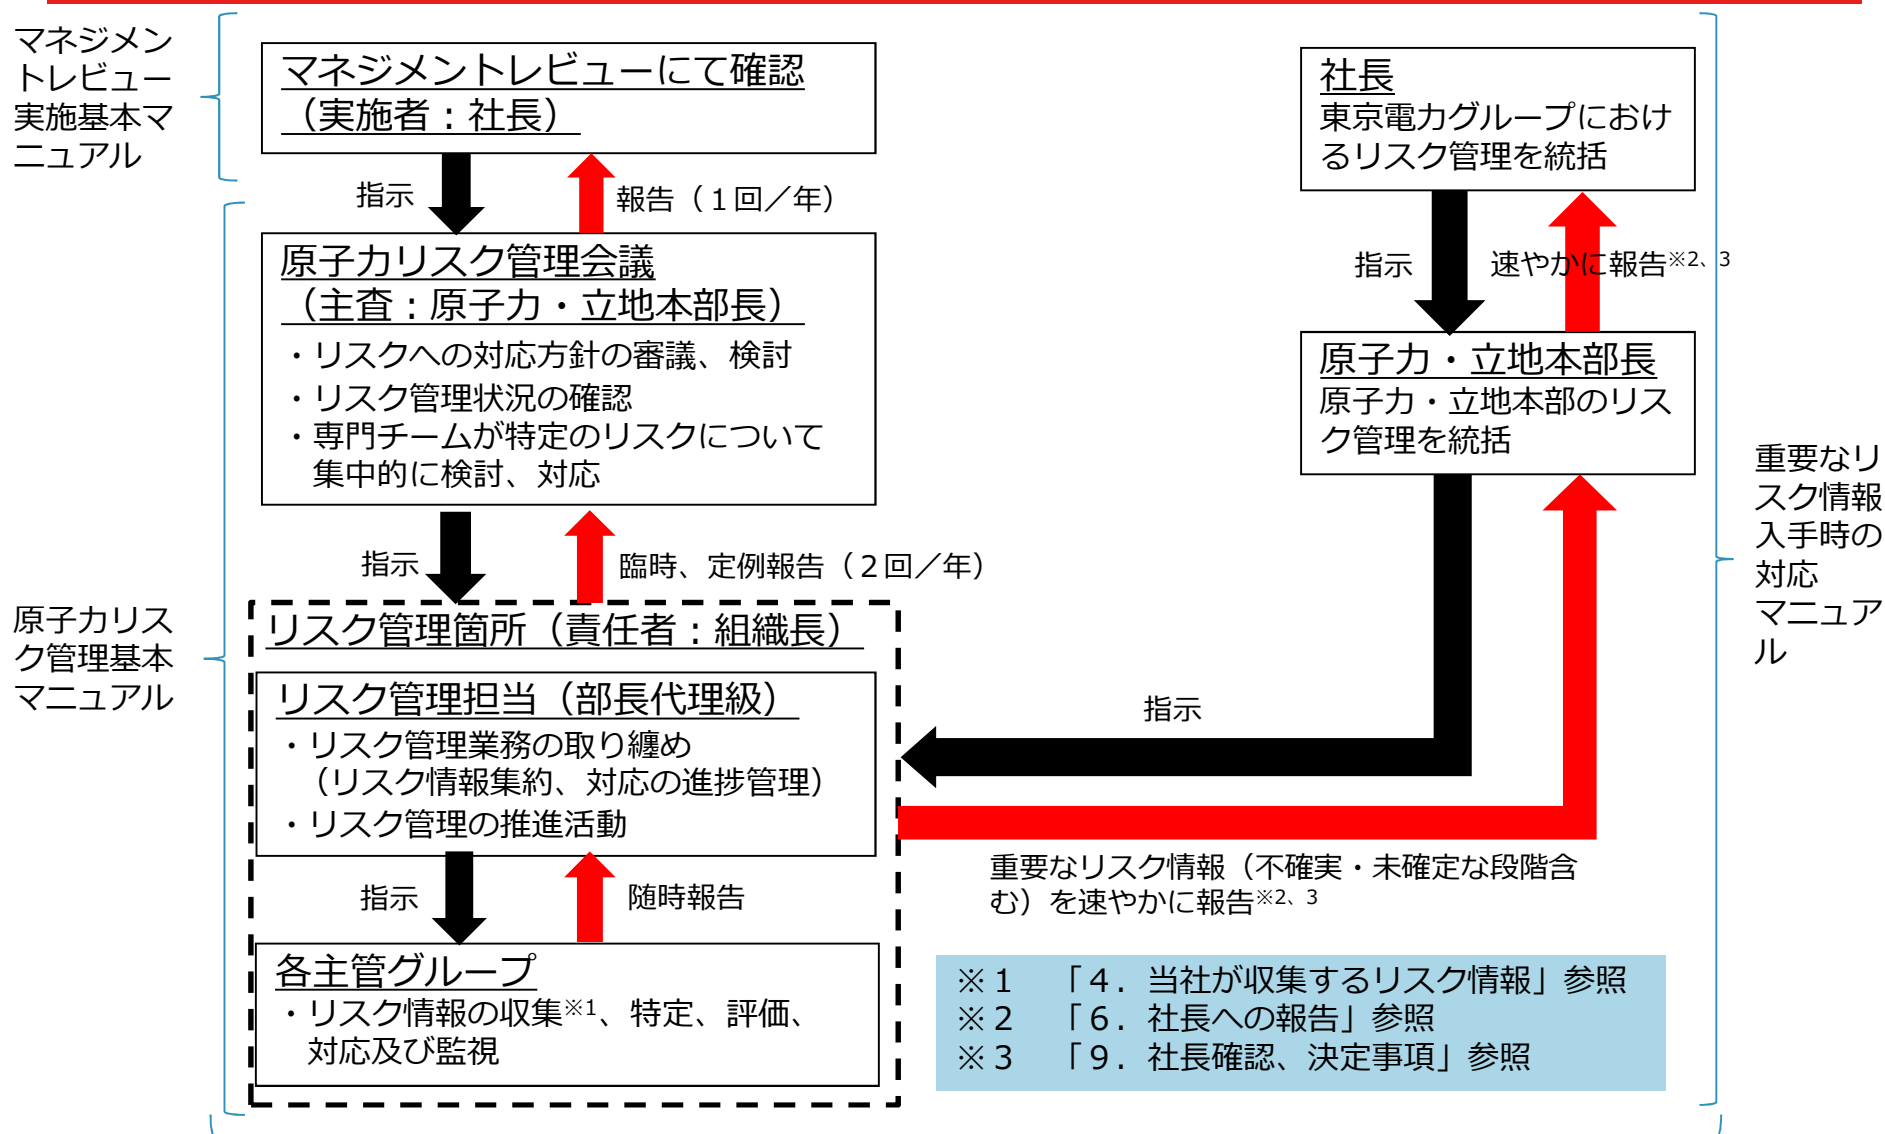 マネジメン
トレビュー
実施基本マ
ニュアル
マネジメントレビューにて確認
（実施者：社長）
指示
報告（１回／年）
原子力リスク管理会議
（主査：原子力・立地本部長）
・リスクへの対応方針の審議、検討
・リスク管理状況の確認
・専門チームが特定のリスクについて
集中的に検討、対応
指示
臨時、定例報告（２回／年）
原子力リス
ク管理基本
マニュアル
リスク管理箇所（責任者：組織長）
リスク管理担当（部長代理級）
・リスク管理業務の取り纏め
（リスク情報集約、対応の進捗管理）
・リスク管理の推進活動
指示
随時報告
各主管グループ
・リスク情報の収集※1、特定、評価、
対応及び監視
社長
東京電力グループにおけ
るリスク管理を統括
指示
速やかに報告※2、3
原子力・立地本部長
原子力・立地本部のリス
ク管理を統括
指示
重要なリスク情報（不確実・未確定な段階含
む）を速やかに報告※2、3
重要なリ
スク情報
入手時の
対応
マニュア
ル
※１　「４．当社が収集するリスク情報」参照
※２　「６．社長への報告」参照
※３　「９．社長確認、決定事項」参照